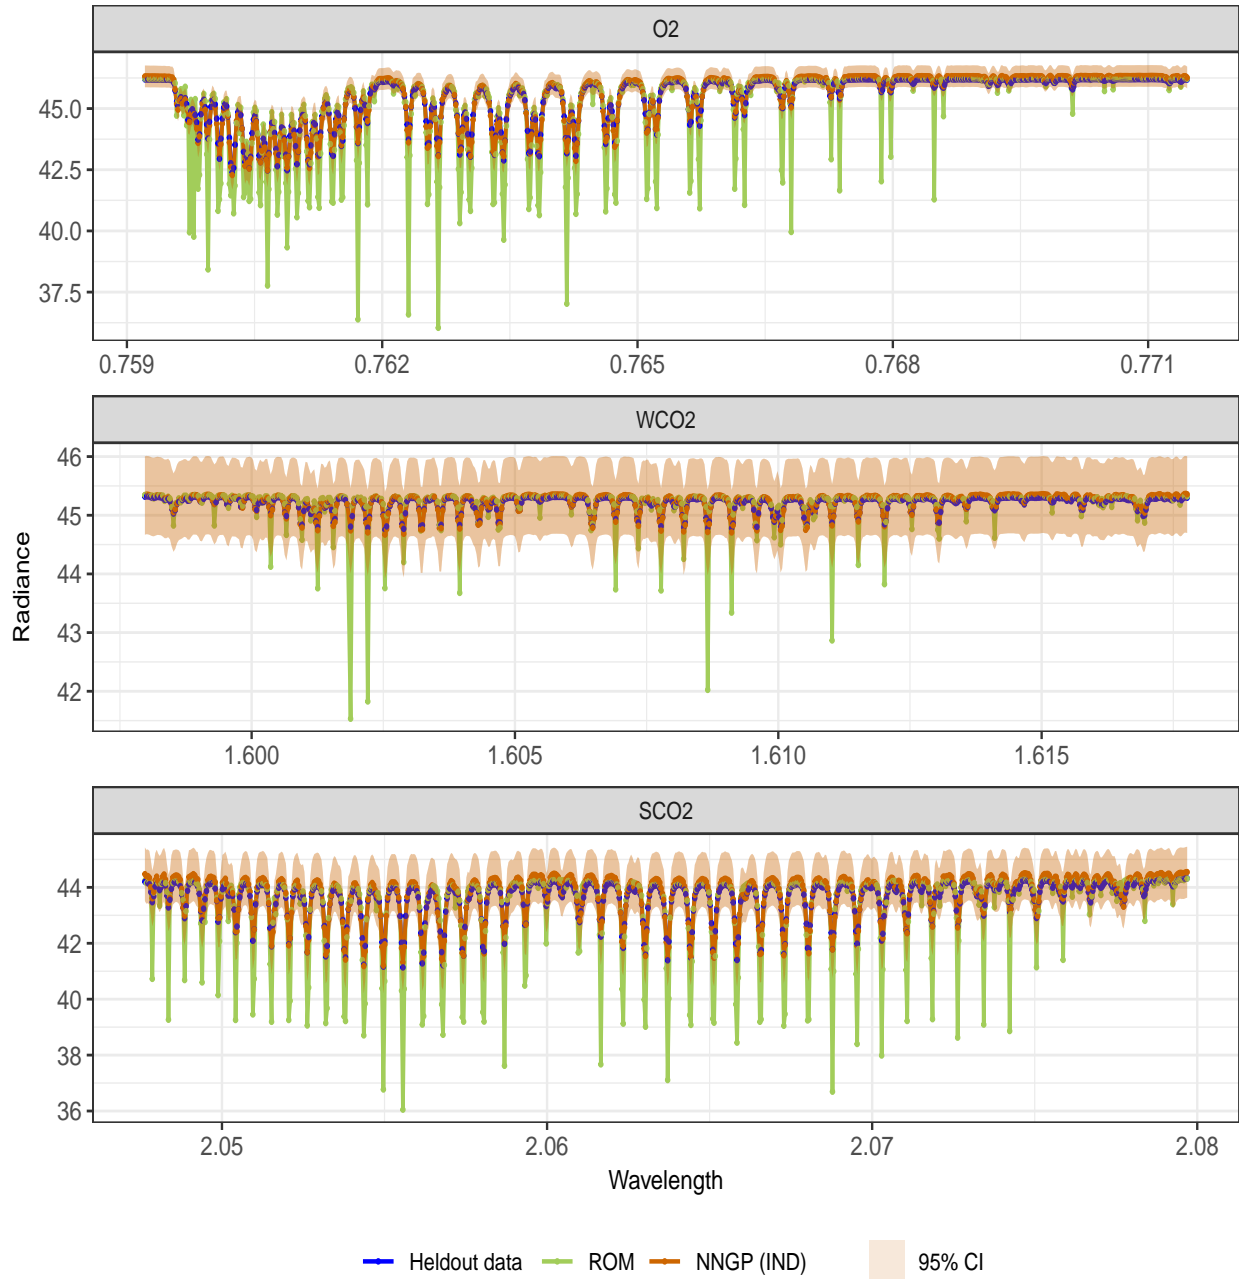 O2
45.0
42.5
40.0
37.5
0.759 0.762 0.765 0.768 0.771
WCO2
46
45
44
43
42
1.600 1.605 1.610 1.615
Radiance
SCO2
44
42
40
38
36
2.05 2.06 2.07 2.08
Wavelength
Heldout data ROM NNGP (IND) 95% CI